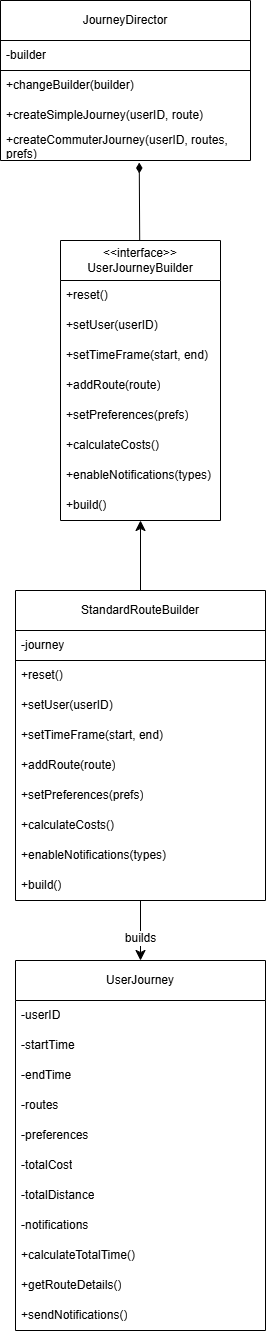 JourneyDirector
-builder
+changeBuilder(builder)
+createSimpleJourney(userID, route)
+createCommuterJourney(userID, routes,
prefs)
<<interface>>
UserJourneyBuilder
+reset()
+setUser(userID)
+setTimeFrame(start, end)
+addRoute(route)
+setPreferences(prefs)
+calculateCosts()
+enableNotifications(types)
+build()
StandardRouteBuilder
-journey
+reset()
+setUser(userID)
+setTimeFrame(start, end)
+addRoute(route)
+setPreferences(prefs)
+calculateCosts()
+enableNotifications(types)
+build()
builds
UserJourney
-userID
-startTime
-endTime
-routes
-preferences
-totalCost
-totalDistance
-notifications
+calculateTotalTime()
+getRouteDetails()
+sendNotifications()